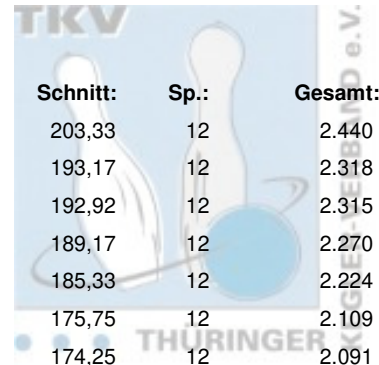 TKV
Schnitt: Sp.: Gesamt:
203,33 12 2.440
193,17 12 2.318
192,92 12 2.315
189,17 12 2.270
185,33 12 2.224
175,75 12 2.109
174,25 12 2.091
THÜRINGER
KEGLER-VERBAND e.V.